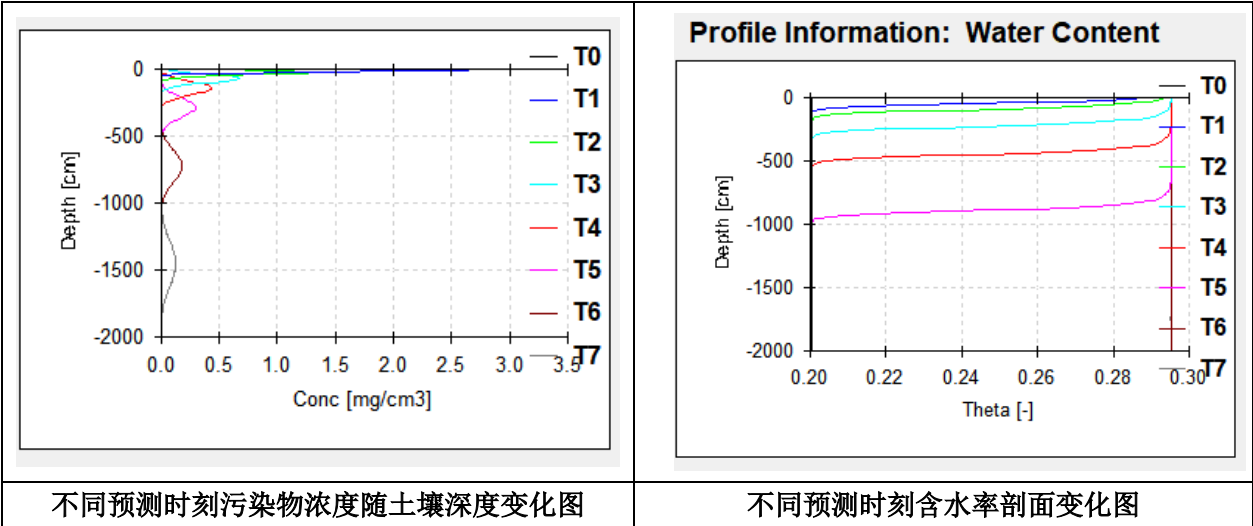 T0
T1
T2
T3
T4
T5
T6
T7
0
-500
-1000
-1500
-2000
Depth [cm]
0.0 0.5 1.0 1.5 2.0 2.5 3.0 3.5
Conc [mg/cm3]
不同预测时刻污染物浓度随土壤深度变化图
Profile Information: Water Content
T0
T1
T2
T3
T4
T5
T6
T7
0
-500
-1000
-1500
-2000
Depth [cm]
0.20 0.22 0.24 0.26 0.28 0.30
Theta [-]
不同预测时刻含水率剖面变化图